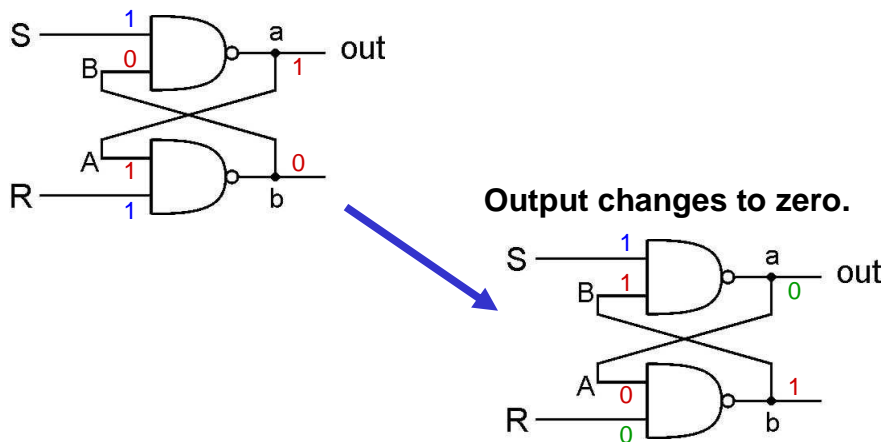 S 1 a out
B 0 1
A 1 0
R 1 b
Output changes to zero.
S 1 a out
B 1 0
A 0 1
R 0 b